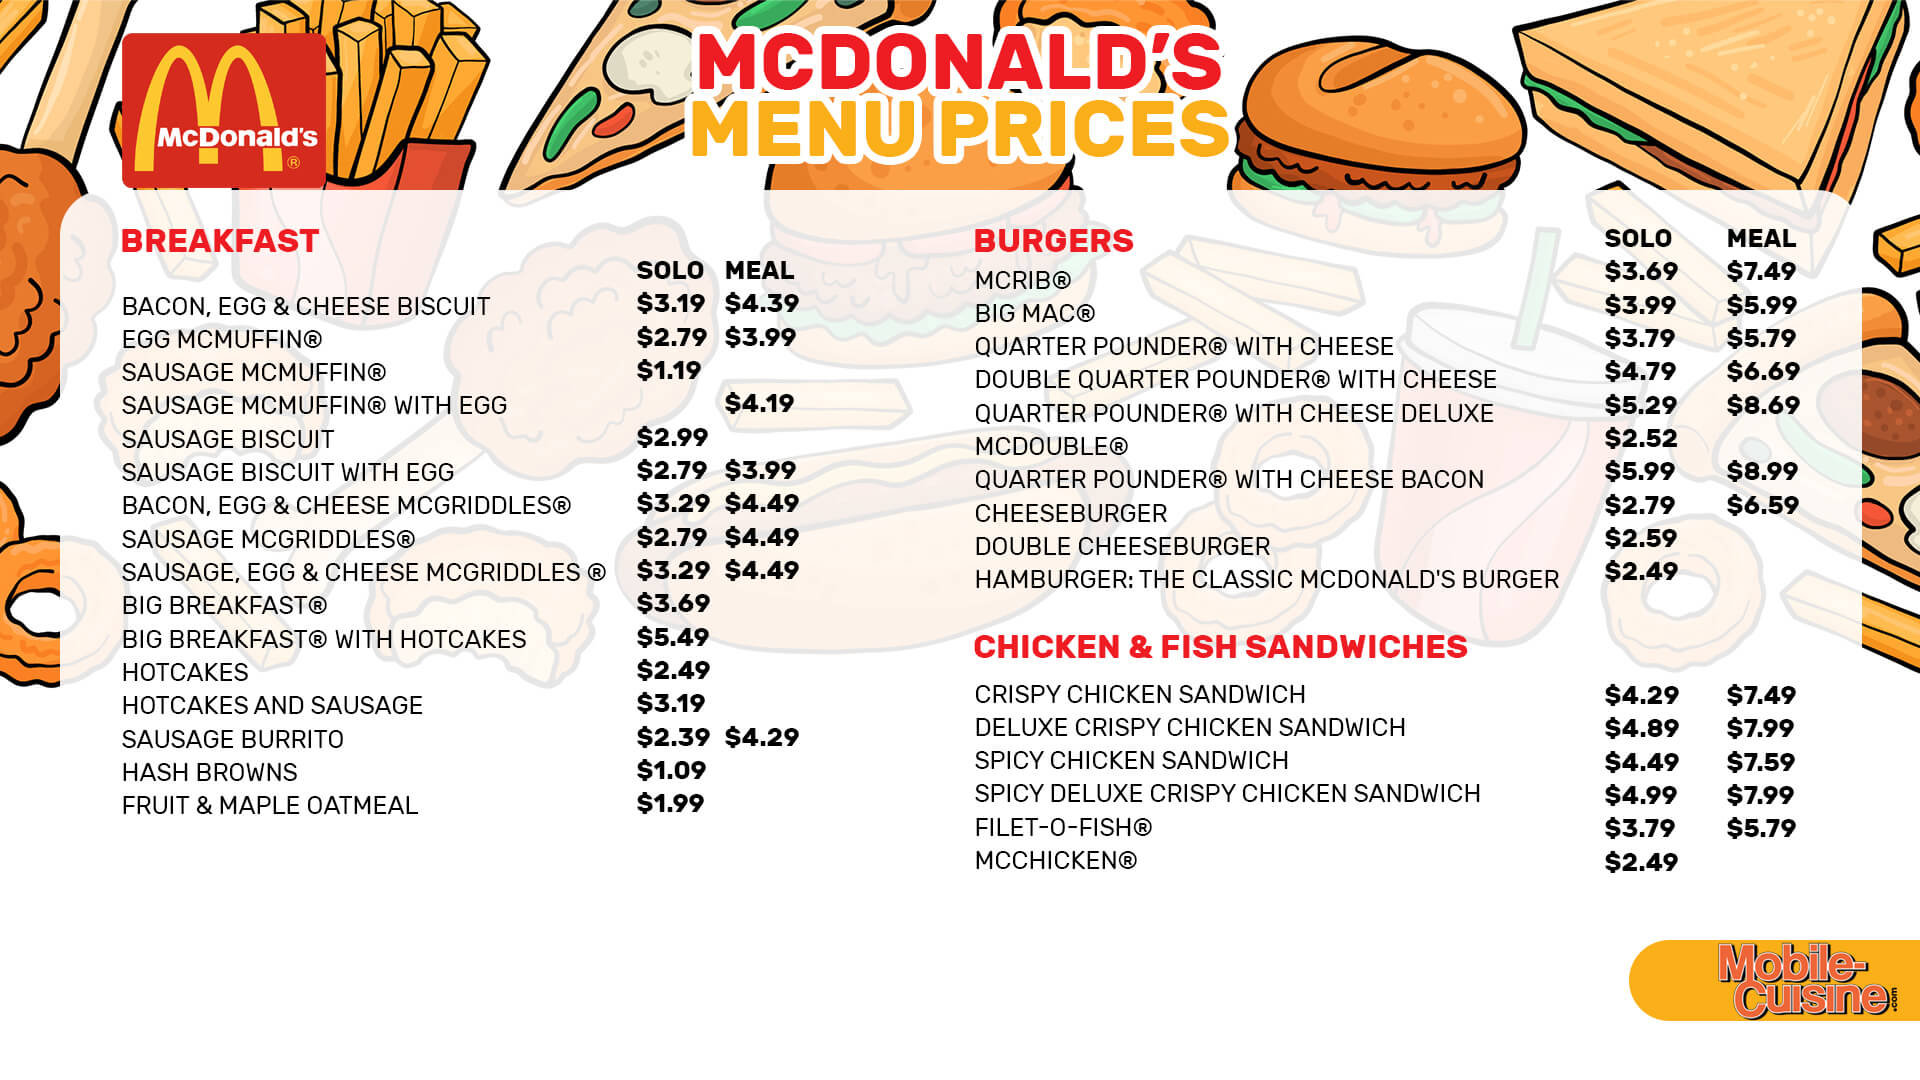 McDonald's
®
MCDONALD'S
MENU PRICES
BREAKFAST
SOLO MEAL
BACON, EGG & CHEESE BISCUIT $3.19 $4.39
EGG MCMUFFIN® $2.79 $3.99
SAUSAGE MCMUFFIN® $1.19
SAUSAGE MCMUFFIN® WITH EGG $4.19
SAUSAGE BISCUIT $2.99
SAUSAGE BISCUIT WITH EGG $2.79 $3.99
BACON, EGG & CHEESE MCGRIDDLES® $3.29 $4.49
SAUSAGE MCGRIDDLES® $2.79 $4.49
SAUSAGE, EGG & CHEESE MCGRIDDLES ® $3.29 $4.49
BIG BREAKFAST® $3.69
BIG BREAKFAST® WITH HOTCAKES $5.49
HOTCAKES $2.49
HOTCAKES AND SAUSAGE $3.19
SAUSAGE BURRITO $2.39 $4.29
HASH BROWNS $1.09
FRUIT & MAPLE OATMEAL $1.99
BURGERS SOLO MEAL
MCRIB® $3.69 $7.49
BIG MAC® $3.99 $5.99
QUARTER POUNDER® WITH CHEESE $3.79 $5.79
DOUBLE QUARTER POUNDER® WITH CHEESE $4.79 $6.69
QUARTER POUNDER® WITH CHEESE DELUXE $5.29 $8.69
MCDOUBLE® $2.52
QUARTER POUNDER® WITH CHEESE BACON $5.99 $8.99
CHEESEBURGER $2.79 $6.59
DOUBLE CHEESEBURGER $2.59
HAMBURGER: THE CLASSIC MCDONALD'S BURGER $2.49
CHICKEN & FISH SANDWICHES
CRISPY CHICKEN SANDWICH $4.29 $7.49
DELUXE CRISPY CHICKEN SANDWICH $4.89 $7.99
SPICY CHICKEN SANDWICH $4.49 $7.59
SPICY DELUXE CRISPY CHICKEN SANDWICH $4.99 $7.99
FILET-O-FISH® $3.79 $5.79
MCCHICKEN® $2.49
Mobile-
Cuisine.com